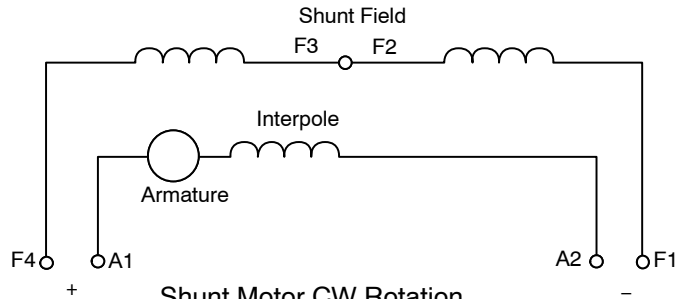 Shunt Field
F3 F2
Interpole
Armature
F4 A1 A2 F1
+ −
Shunt Motor CW Rotation